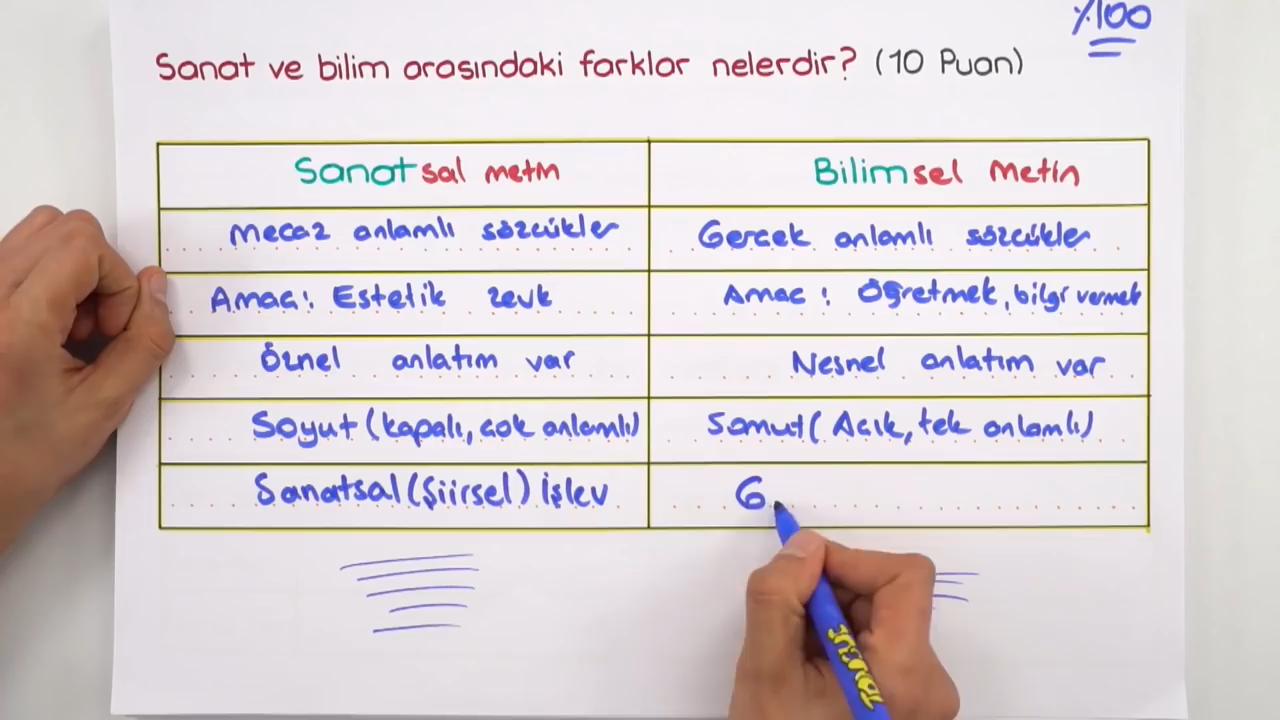 %100
Sanat ve bilim arasındaki farklar nelerdir? (10 Puan)
Sanatsal metin Bilimsel Metin
Mecaz anlamlı sözcükler Gerçek anlamlı sözcükler
Amaç: Estetik zevk Amaç: Öğretmek, bilgi vermek
Öznel anlatım var Nesnel anlatım var
Soyut (kapalı, çok anlamlı) Somut (Açık, tek anlamlı)
Sanatsal (Şiirsel) İşlev G